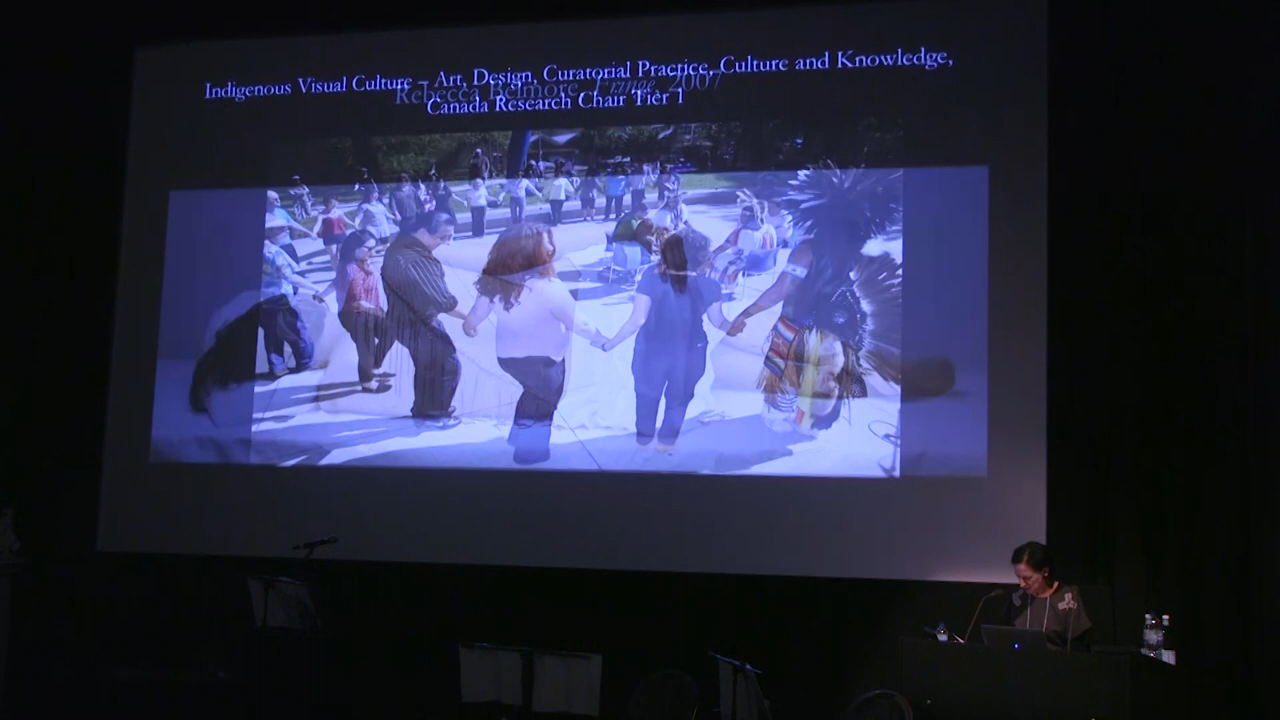 Indigenous Visual Culture – Art, Design, Curatorial Practice, Culture and Knowledge,
Rebecca Belmore, Fringe, 2007
Canada Research Chair Tier 1